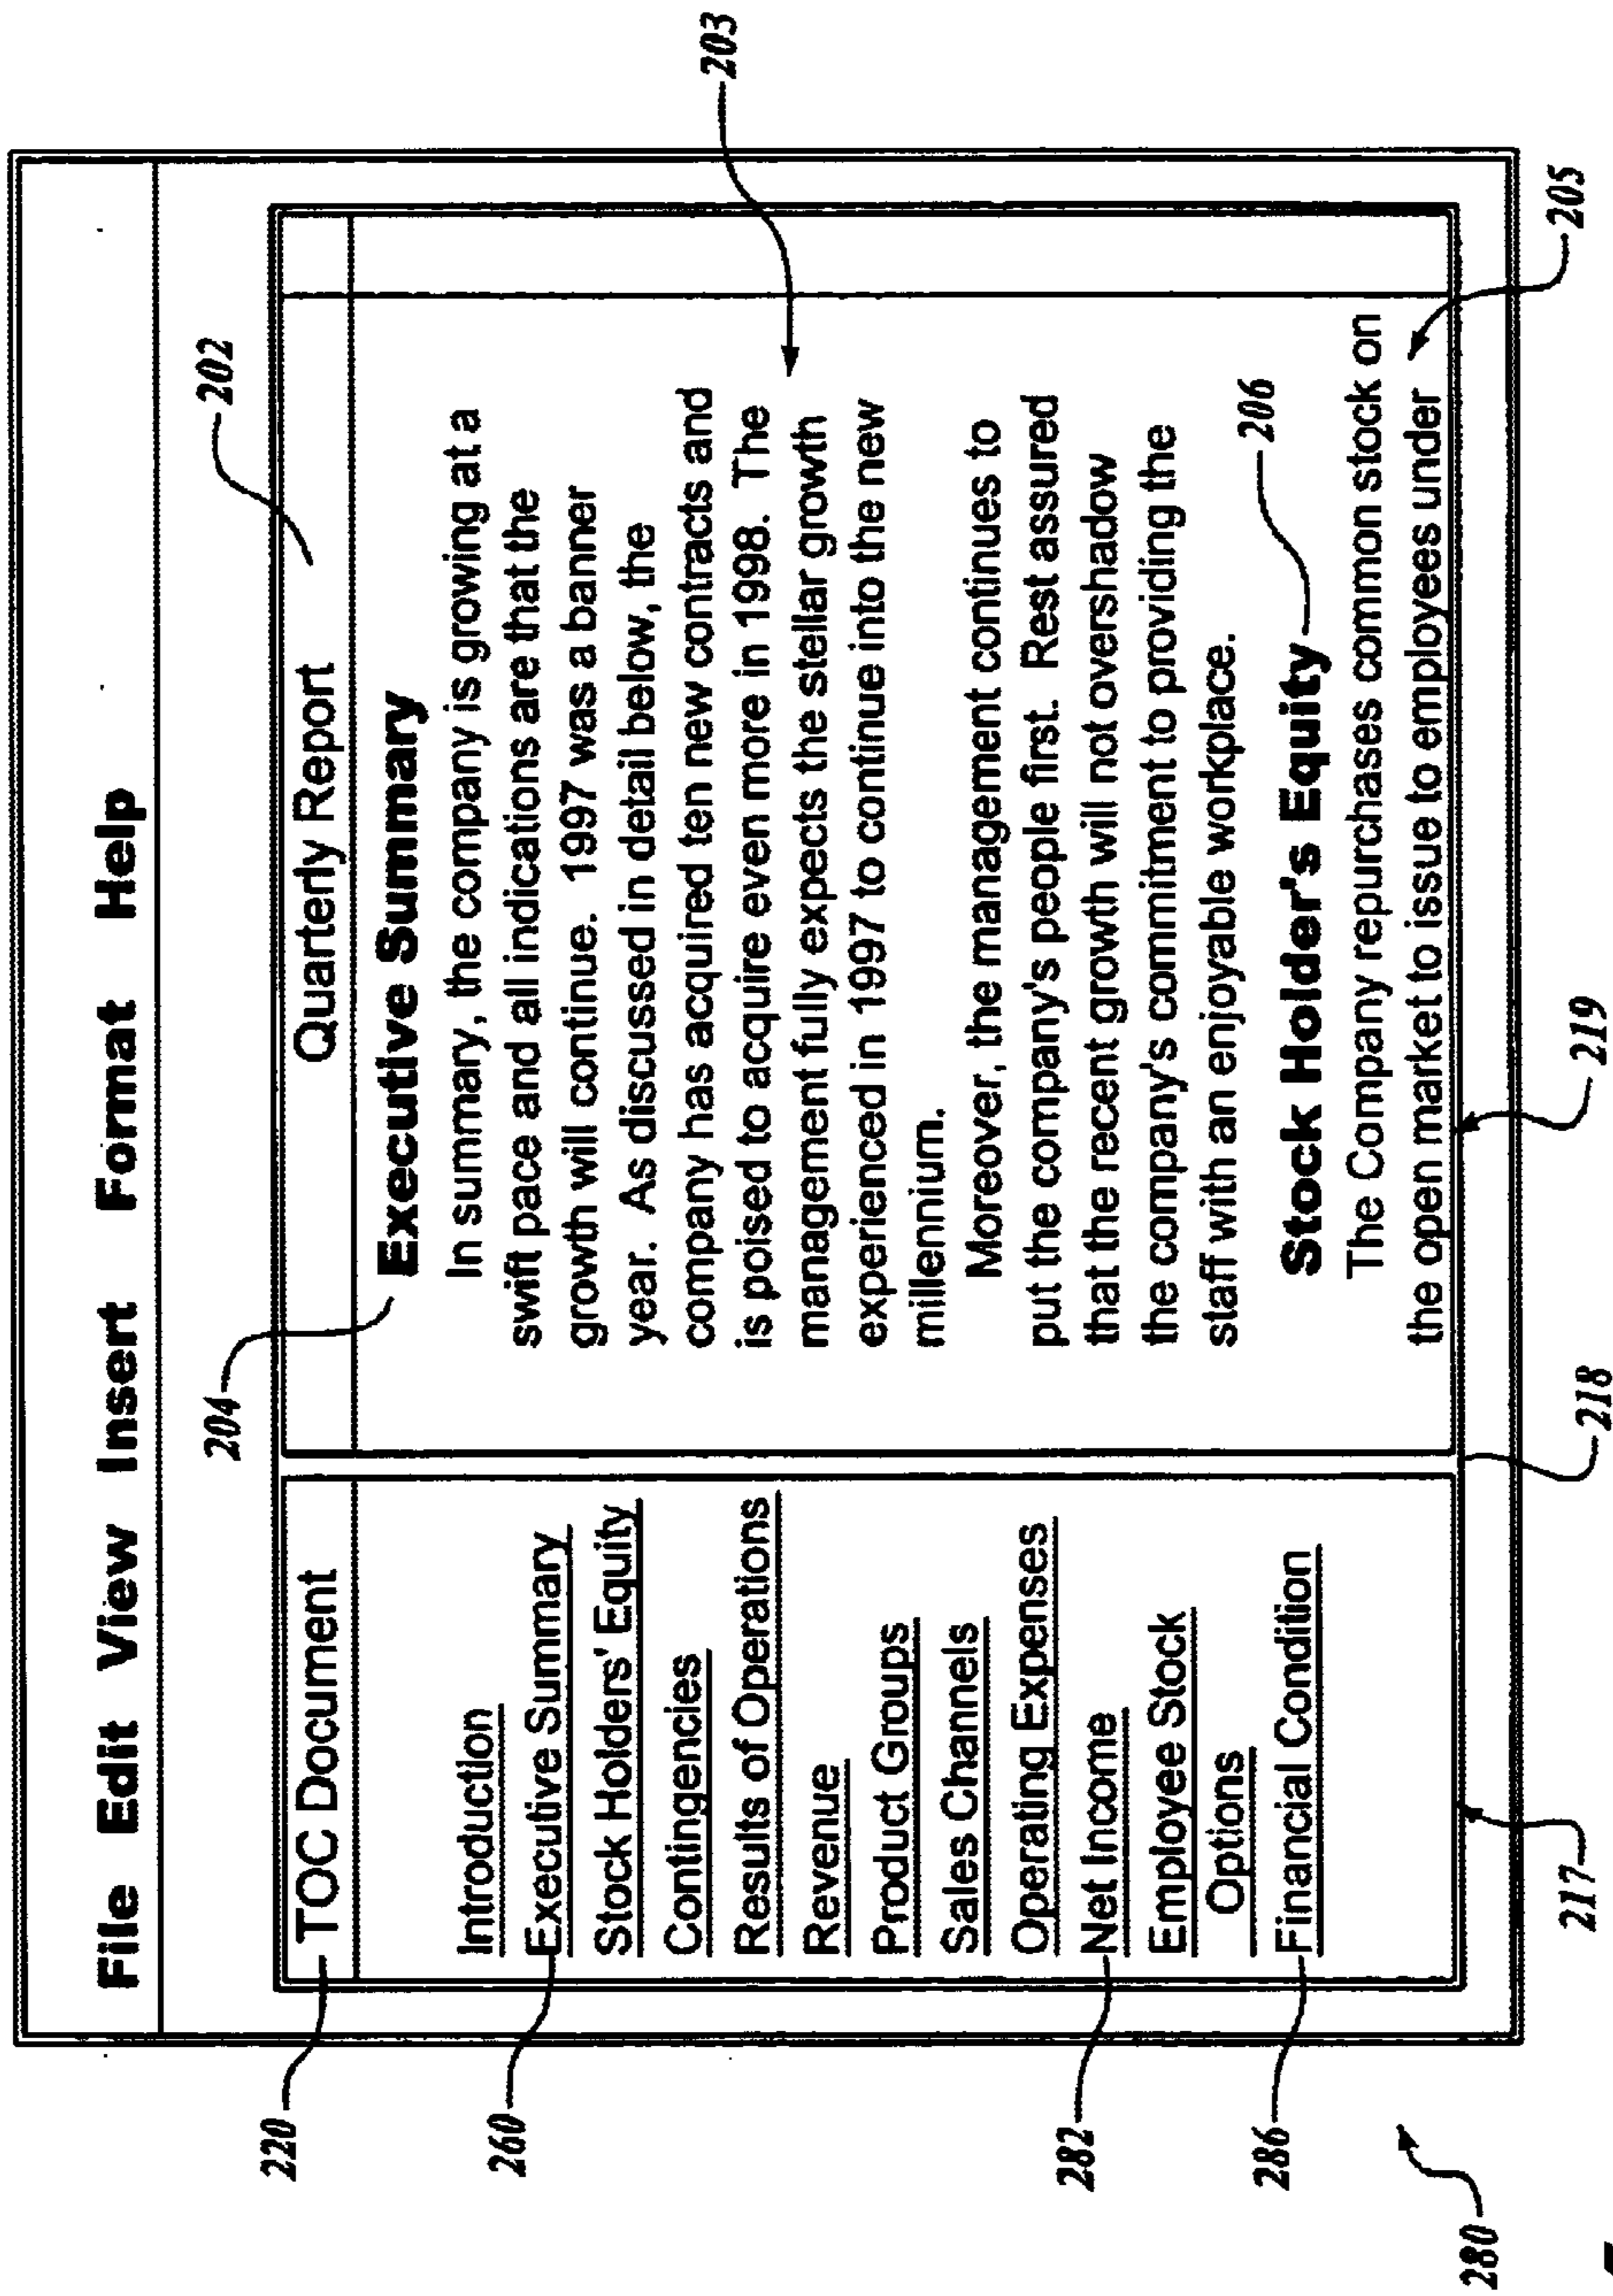 File Edit View Insert Format Help
202
204
220
TOC Document
Quarterly Report
260
Introduction
Executive Summary
Stock Holders' Equity
Contingencies
Results of Operations
Revenue
Product Groups
Sales Channels
Operating Expenses
282
Net Income
Employee Stock
Options
286
Financial Condition
Executive Summary
In summary, the company is growing at a
swift pace and all indications are that the
growth will continue. 1997 was a banner
year. As discussed in detail below, the
company has acquired ten new contracts and
is poised to acquire even more in 1998. The
management fully expects the stellar growth
experienced in 1997 to continue into the new
millennium.
203
Moreover, the management continues to
put the company's people first. Rest assured
that the recent growth will not overshadow
the company's commitment to providing the
staff with an enjoyable workplace.
Stock Holder's Equity
206
The Company repurchases common stock on
the open market to issue to employees under
205
280
217
218
219